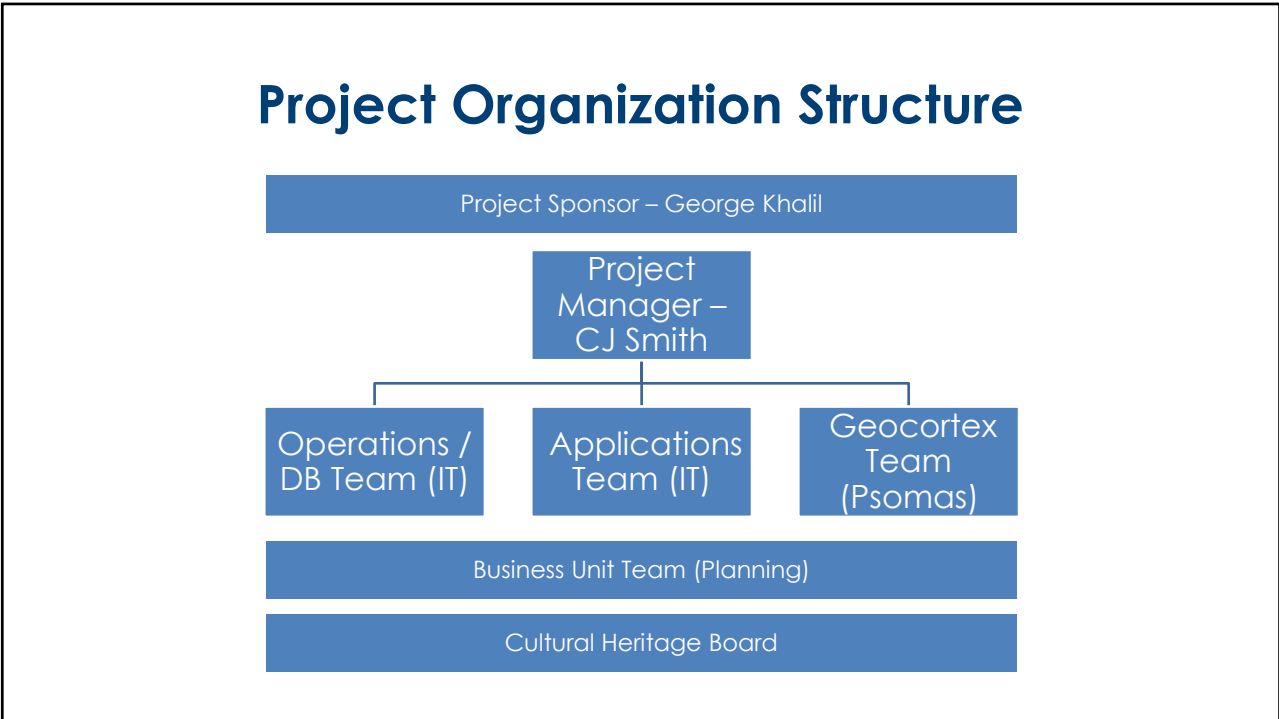 Project Organization Structure
Project Sponsor – George Khalil
Project
Manager –
CJ Smith
Operations /
DB Team (IT)
Applications
Team (IT)
Geocortex
Team
(Psomas)
Business Unit Team (Planning)
Cultural Heritage Board